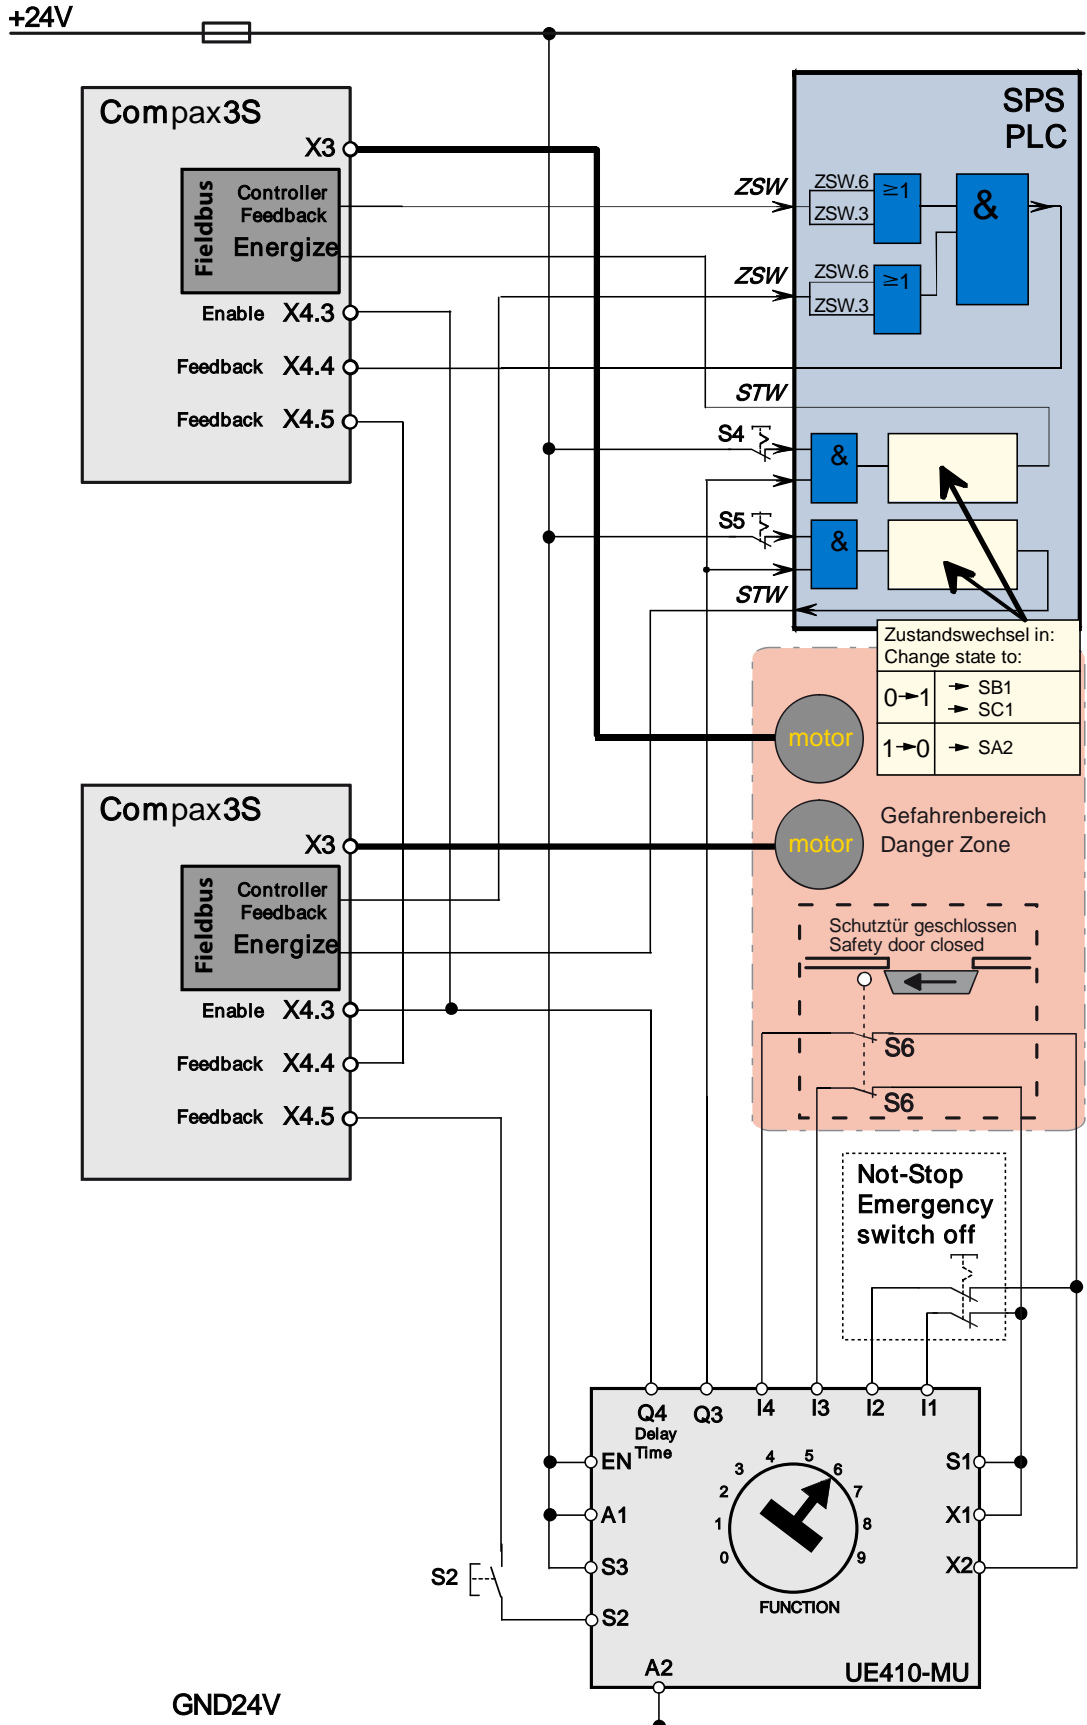 +24V
Compax3S
X3
Fieldbus
Controller
Feedback
Energize
Enable X4.3
Feedback X4.4
Feedback X4.5
SPS
PLC
ZSW
ZSW.6
ZSW.3
≥1
&
ZSW
ZSW.6
ZSW.3
≥1
STW
S4
&
S5
&
STW
Zustandswechsel in:
Change state to:
0→1
→ SB1
→ SC1
1→0
→ SA2
motor
motor
Gefahrenbereich
Danger Zone
Schutztür geschlossen
Safety door closed
S6
S6
Compax3S
X3
Fieldbus
Controller
Feedback
Energize
Enable X4.3
Feedback X4.4
Feedback X4.5
Not-Stop
Emergency
switch off
Q4
Delay
Time
Q3
I4
I3
I2
I1
EN
A1
S3
S2
S2
0
1
2
3
4
5
6
7
8
9
FUNCTION
S1
X1
X2
A2
UE410-MU
GND24V